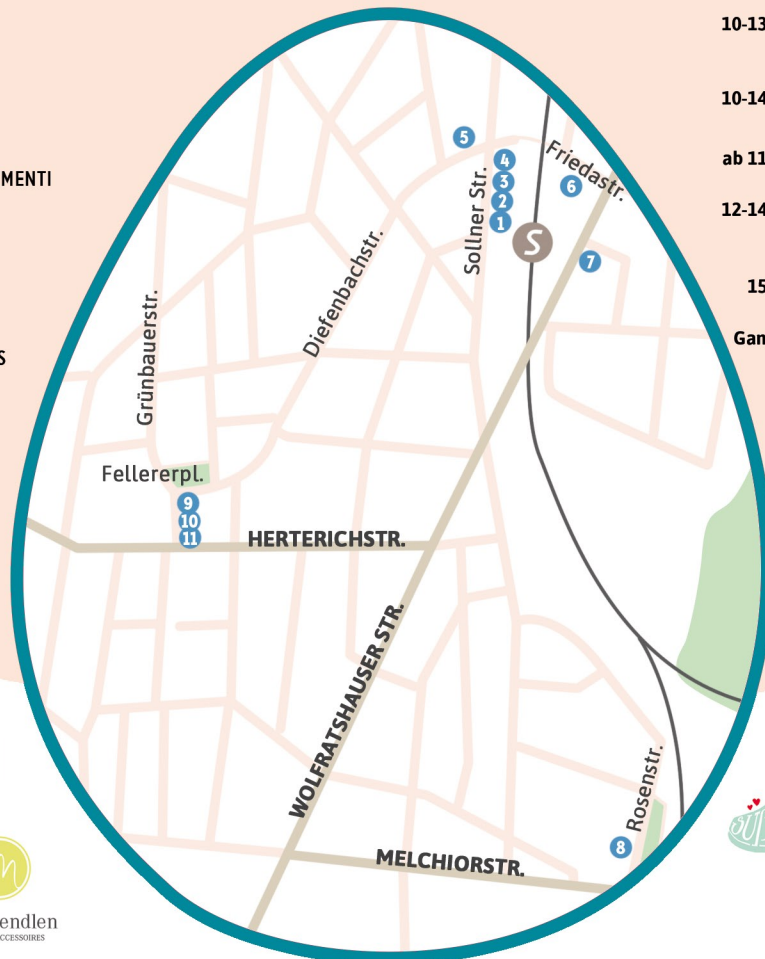 10-13
10-14
MENTI
ab 11
12-14
15
Gan
S
5
4
3
2
1
6
7
Friedastr.
Sollner Str.
S
Diefenbachstr.
Grünbauerstr.
Fellererpl.
9
10
11
HERTERICHSTR.
WOLFRATSHAUSER STR.
Rosenstr.
8
MELCHIORSTR.
endlen
CCESSOIRES